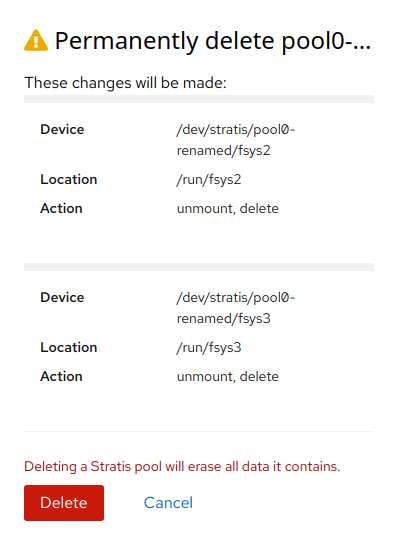 Permanently delete pool0-...
These changes will be made:
Device /dev/stratis/pool0-
renamed/fsys2
Location /run/fsys2
Action unmount, delete
Device /dev/stratis/pool0-
renamed/fsys3
Location /run/fsys3
Action unmount, delete
Deleting a Stratis pool will erase all data it contains.
Delete Cancel